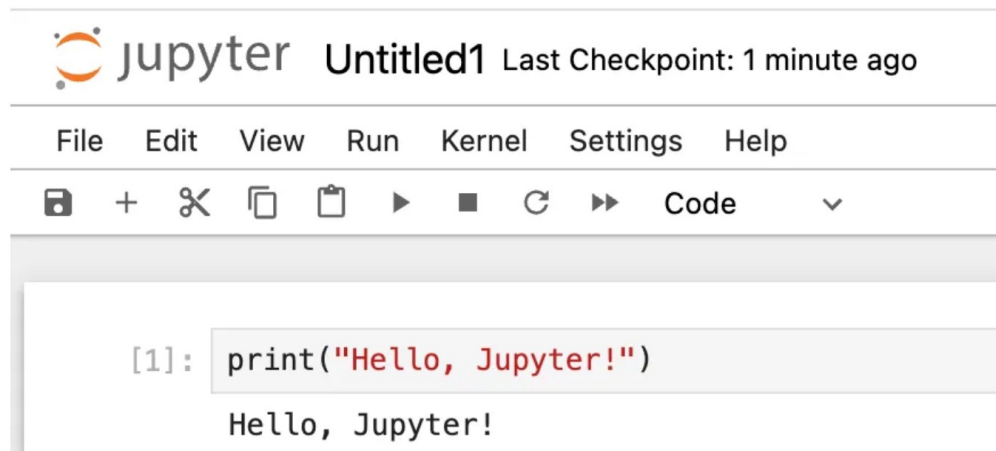 jupyter Untitled1 Last Checkpoint: 1 minute ago
File Edit View Run Kernel Settings Help
Code
[1]: print("Hello, Jupyter!")
Hello, Jupyter!